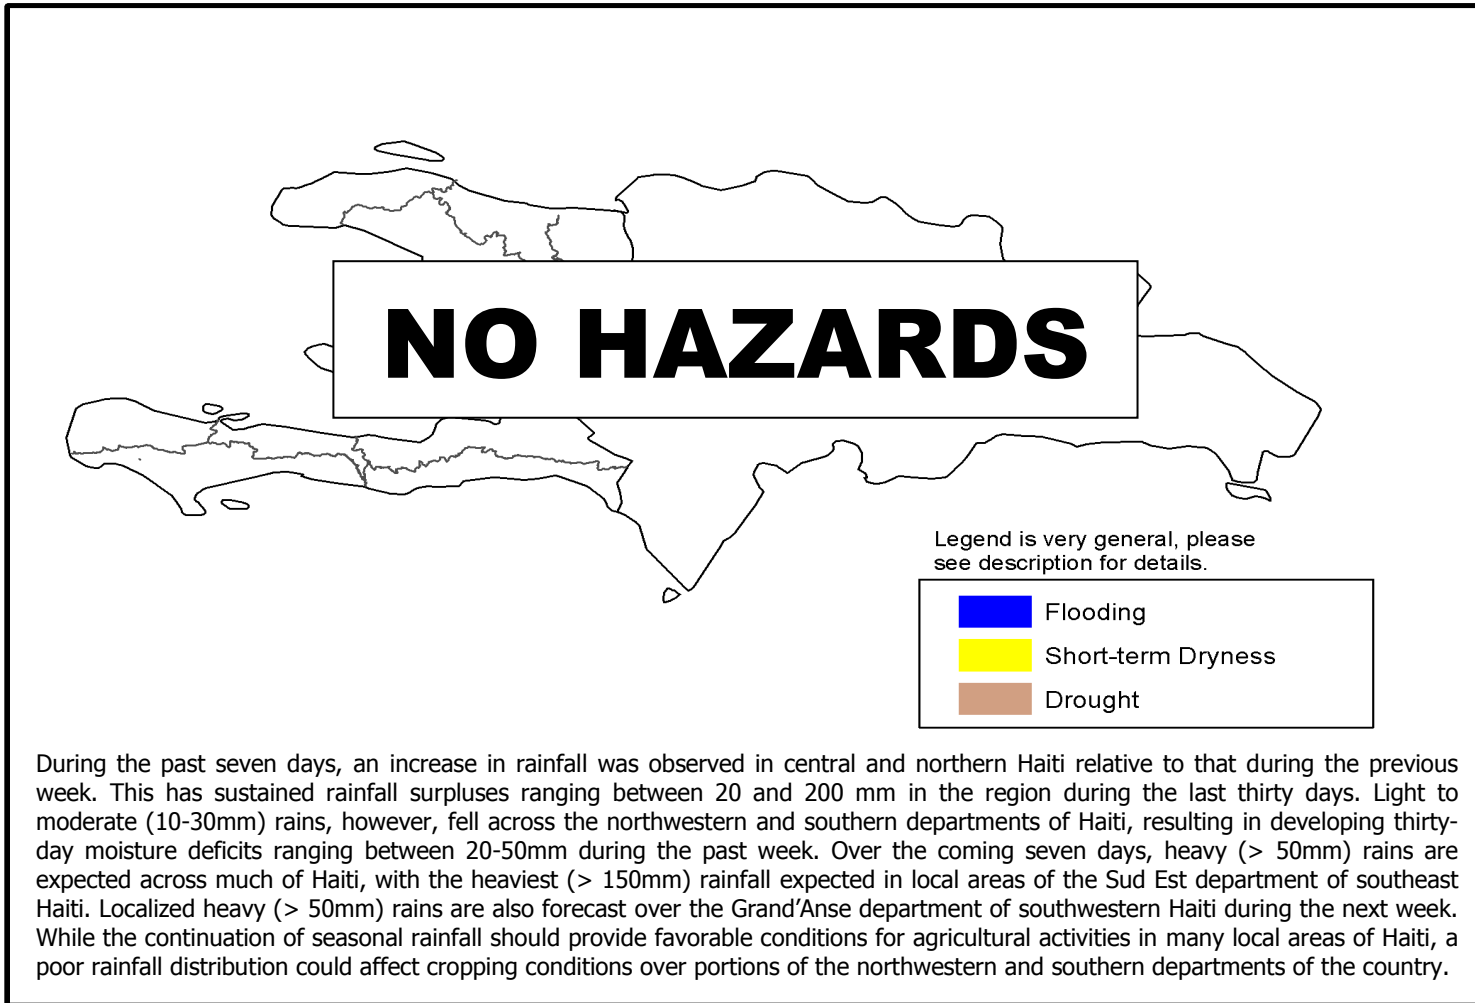 NO HAZARDS
Legend is very general, please
see description for details.
Flooding
Short-term Dryness
Drought
During the past seven days, an increase in rainfall was observed in central and northern Haiti relative to that during the previous
week. This has sustained rainfall surpluses ranging between 20 and 200 mm in the region during the last thirty days. Light to
moderate (10-30mm) rains, however, fell across the northwestern and southern departments of Haiti, resulting in developing thirty-
day moisture deficits ranging between 20-50mm during the past week. Over the coming seven days, heavy (> 50mm) rains are
expected across much of Haiti, with the heaviest (> 150mm) rainfall expected in local areas of the Sud Est department of southeast
Haiti. Localized heavy (> 50mm) rains are also forecast over the Grand’Anse department of southwestern Haiti during the next week.
While the continuation of seasonal rainfall should provide favorable conditions for agricultural activities in many local areas of Haiti, a
poor rainfall distribution could affect cropping conditions over portions of the northwestern and southern departments of the country.